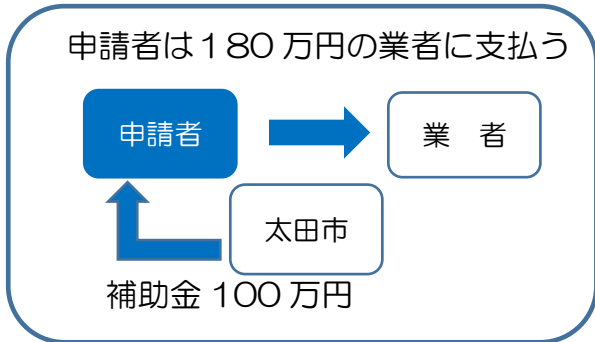 申請者は１８０万円の業者に支払う
申請者
業　者
太田市
補助金 100 万円